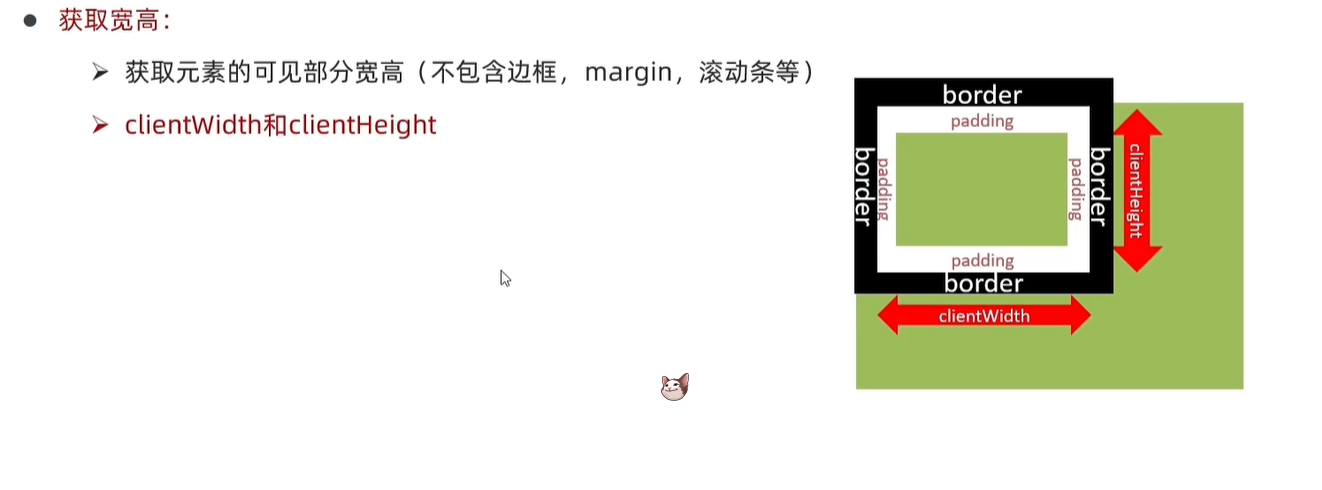 ● 获取宽高：
➢ 获取元素的可见部分宽高（不包含边框，margin，滚动条等）
➢ clientWidth和clientHeight
border
padding
border
padding
padding
border
clientHeight
padding
border
clientWidth